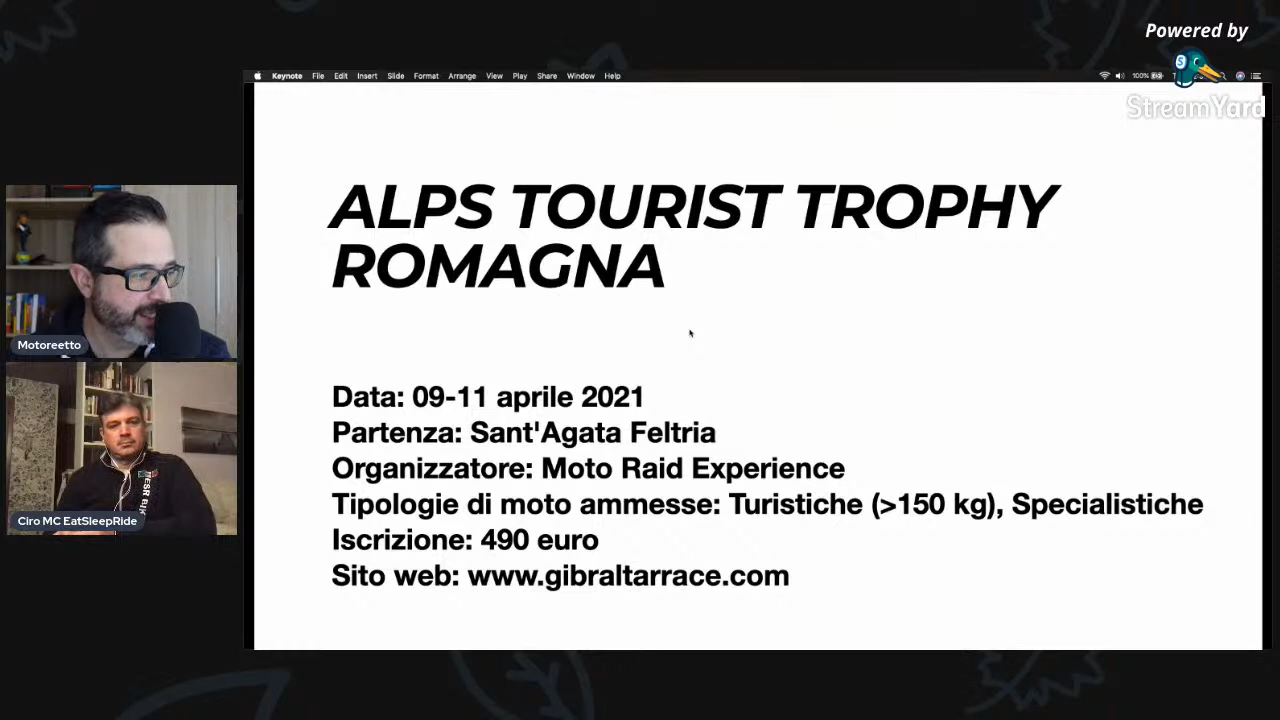 Powered by
StreamYard
Keynote File Edit Insert Slide Format Arrange View Play Share Window Help
100%
ALPS TOURIST TROPHY
ROMAGNA
Data: 09-11 aprile 2021
Partenza: Sant'Agata Feltria
Organizzatore: Moto Raid Experience
Tipologie di moto ammesse: Turistiche (>150 kg), Specialistiche
Iscrizione: 490 euro
Sito web: www.gibraltarrace.com
Motoreetto
Ciro MC EatSleepRide